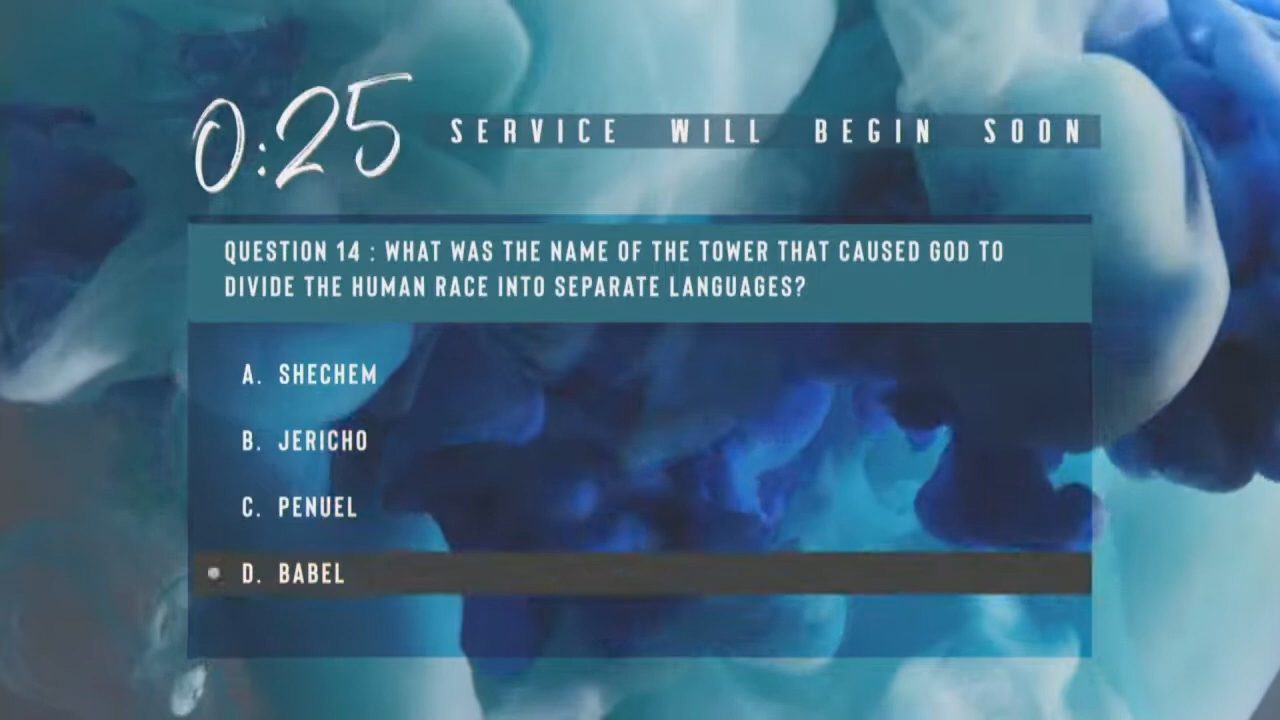 0:25 SERVICE WILL BEGIN SOON
QUESTION 14 : WHAT WAS THE NAME OF THE TOWER THAT CAUSED GOD TO
DIVIDE THE HUMAN RACE INTO SEPARATE LANGUAGES?
A. SHECHEM
B. JERICHO
C. PENUEL
D. BABEL